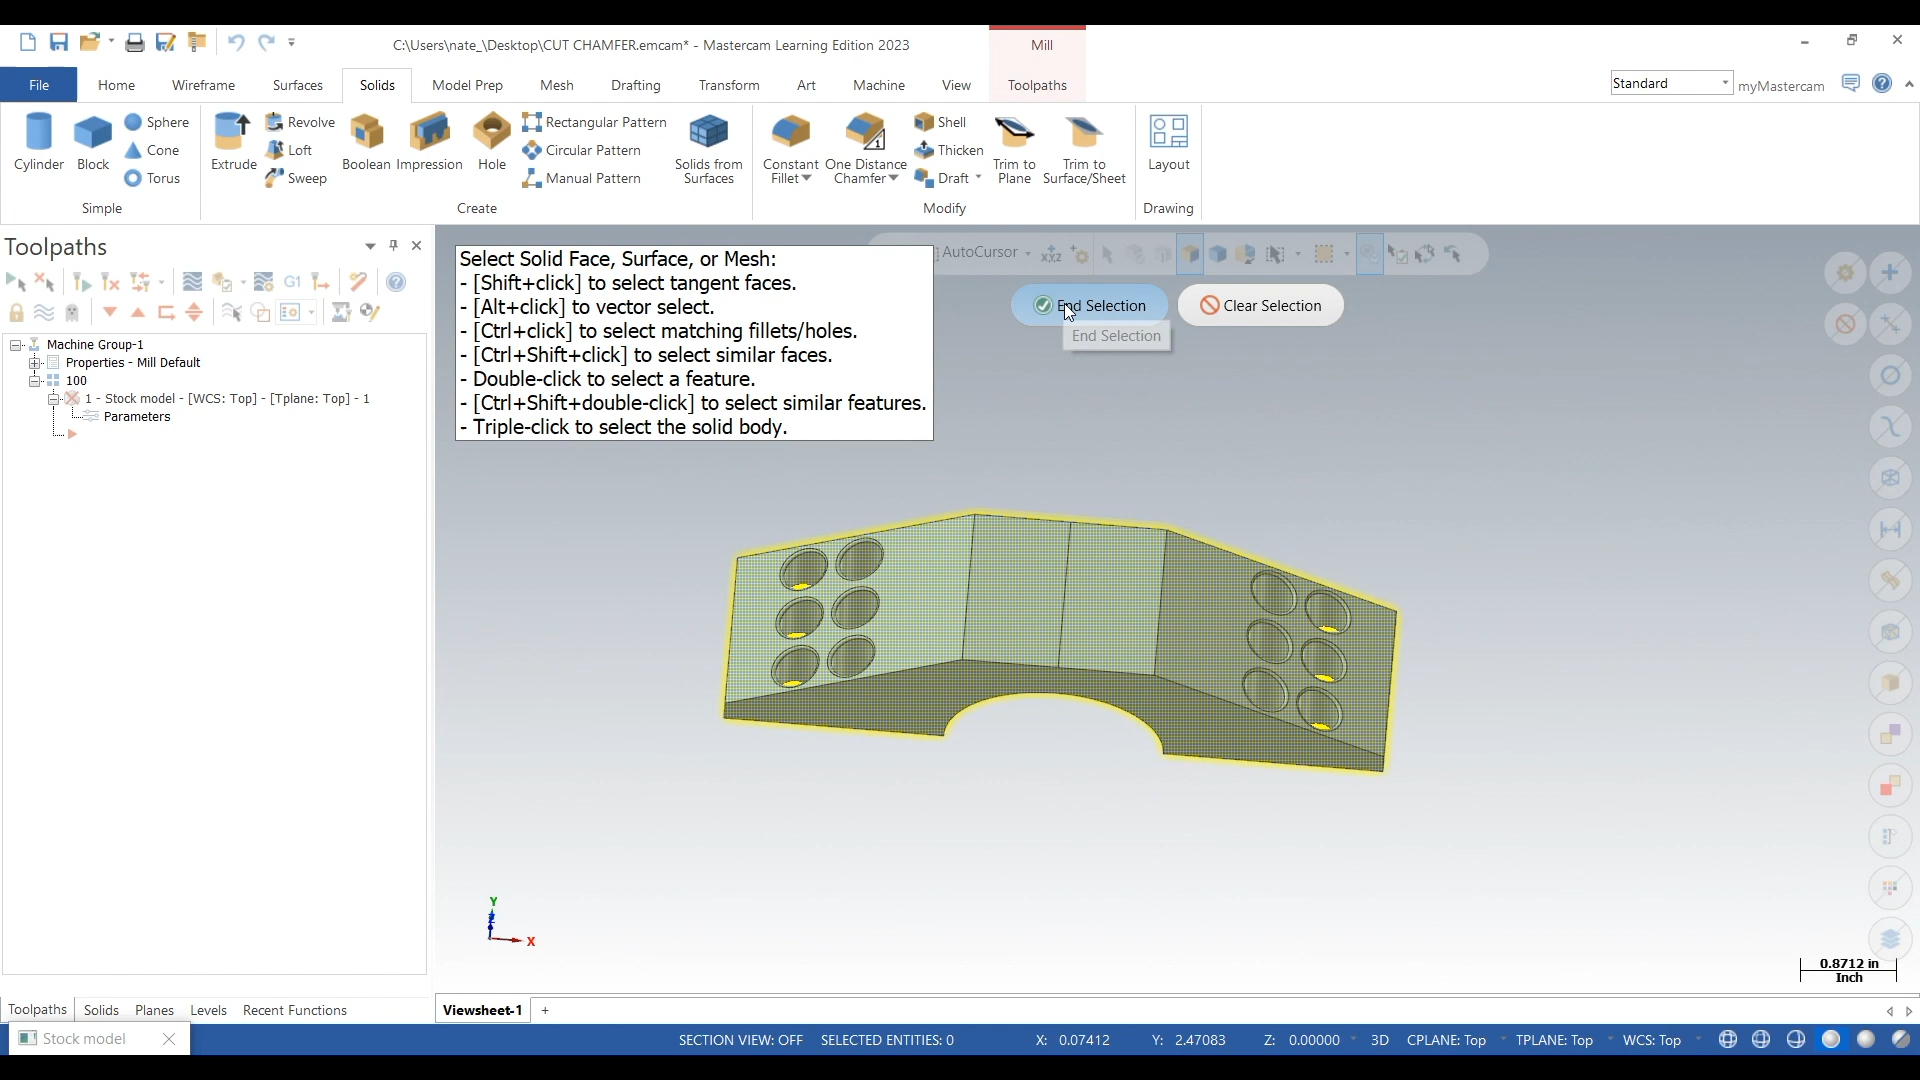 C:\Users\nate_\Desktop\CUT CHAMFER.emcam* - Mastercam Learning Edition 2023
Mill
File
Home
Wireframe
Surfaces
Solids
Model Prep
Mesh
Drafting
Transform
Art
Machine
View
Toolpaths
Standard
myMastercam
Cylinder
Block
Sphere
Cone
Torus
Simple
Extrude
Revolve
Loft
Sweep
Boolean
Impression
Hole
Rectangular Pattern
Circular Pattern
Manual Pattern
Solids from
Surfaces
Create
Constant
Fillet
One Distance
Chamfer
Shell
Thicken
Draft
Trim to
Plane
Trim to
Surface/Sheet
Modify
Layout
Drawing
Toolpaths
G1
Machine Group-1
Properties - Mill Default
100
1 - Stock model - [WCS: Top] - [Tplane: Top] - 1
Parameters
Select Solid Face, Surface, or Mesh:
- [Shift+click] to select tangent faces.
- [Alt+click] to vector select.
- [Ctrl+click] to select matching fillets/holes.
- [Ctrl+Shift+click] to select similar faces.
- Double-click to select a feature.
- [Ctrl+Shift+double-click] to select similar features.
- Triple-click to select the solid body.
AutoCursor
End Selection
Clear Selection
End Selection
Y
Z
X
0.8712 in
Inch
Toolpaths
Solids
Planes
Levels
Recent Functions
Viewsheet-1
+
Stock model
SECTION VIEW: OFF
SELECTED ENTITIES: 0
X: 0.07412
Y: 2.47083
Z: 0.00000
3D
CPLANE: Top
TPLANE: Top
WCS: Top